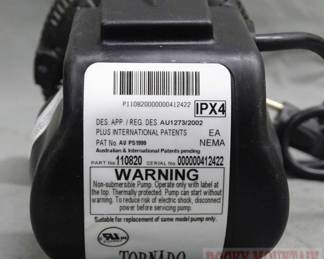 P110820000000412422
IPX4
DES. APP. / REG. DES. AU1273/2002
PLUS INTERNATIONAL PATENTS
EA
PAT No. AU PS1999
NEMA
Australian & International Patents pending
PART No 110820 SERIAL No. 000000412422
WARNING
Non-submersible Pump. Operate only with label at
the top. Thermally protected. Pump can start without
warning. To reduce risk of electric shock, disconnect
power before servicing pump.
Suitable for replacement of same model pump only.
TORNADO
ROCKY MOUNTAIN